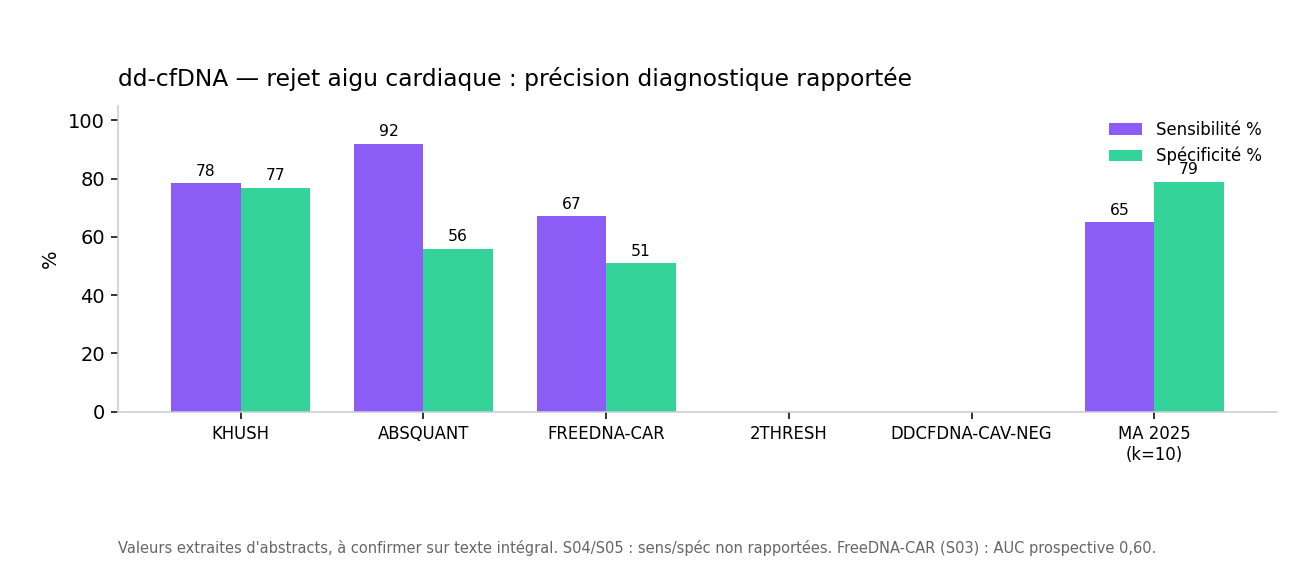 dd-cfDNA — rejet aigu cardiaque : précision diagnostique rapportée
Sensibilité %
Spécificité %
%
100
80
60
40
20
0
78
77
92
56
67
51
65
79
KHUSH
ABSQUANT
FREEDNA-CAR
2THRESH
DDCFDNA-CAV-NEG
MA 2025
(k=10)
Valeurs extraites d'abstracts, à confirmer sur texte intégral. S04/S05 : sens/spéc non rapportées. FreeDNA-CAR (S03) : AUC prospective 0,60.